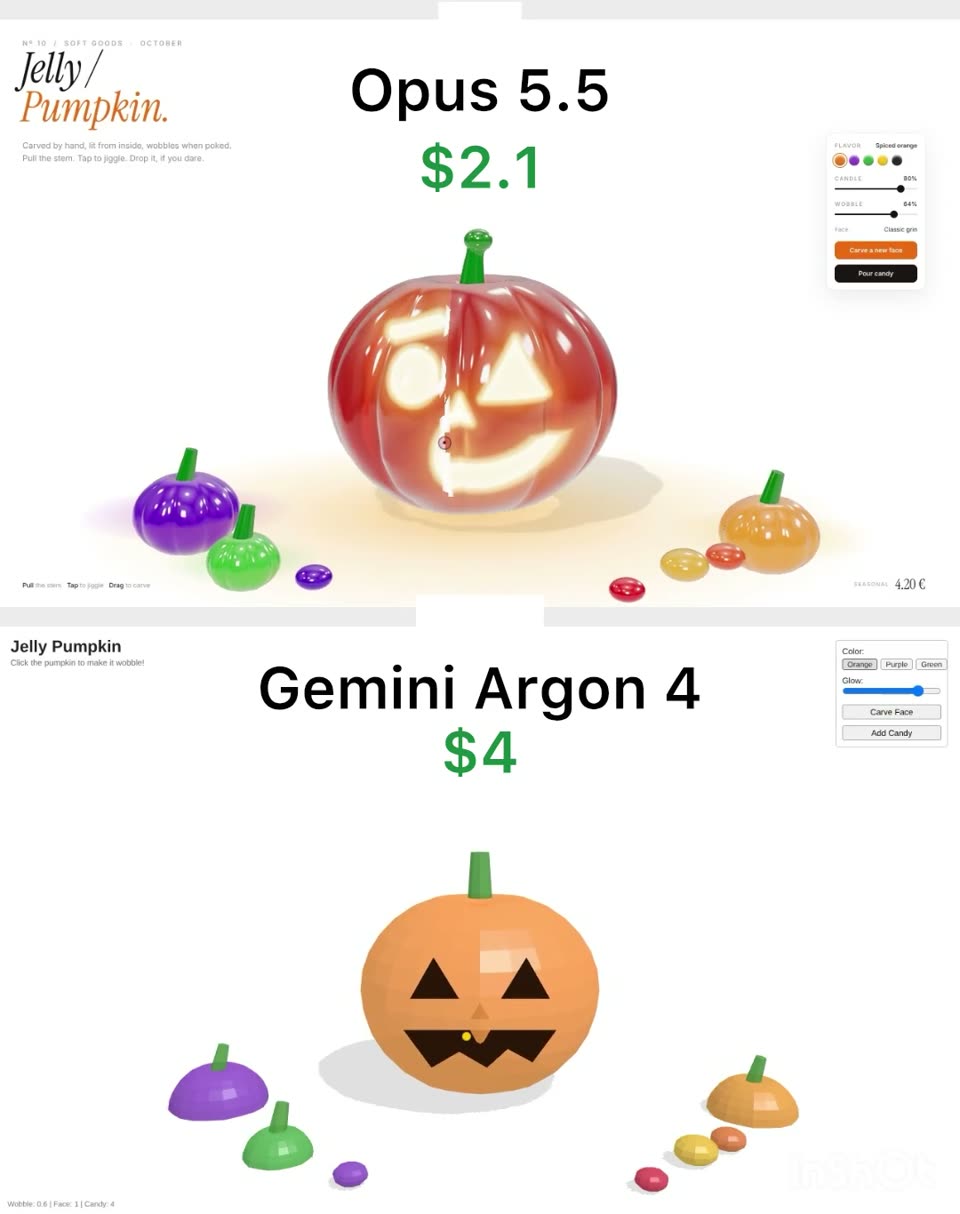 Nº 10 / SOFT GOODS · OCTOBER
Jelly /
Pumpkin.
Carved by hand, lit from inside, wobbles when poked.
Pull the stem. Tap to jiggle. Drop it, if you dare.
Opus 5.5
$2.1
FLAVOR Spiced orange
CANDLE 80%
WOBBLE 64%
Face Classic grin
Carve a new face
Pour candy
Pull the stem Tap to jiggle Drag to carve
SEASONAL 4.20 €
Jelly Pumpkin
Click the pumpkin to make it wobble!
Gemini Argon 4
$4
Color:
Orange Purple Green
Glow:
Carve Face
Add Candy
Wobble: 0.6 | Face: 1 | Candy: 4
InShOt